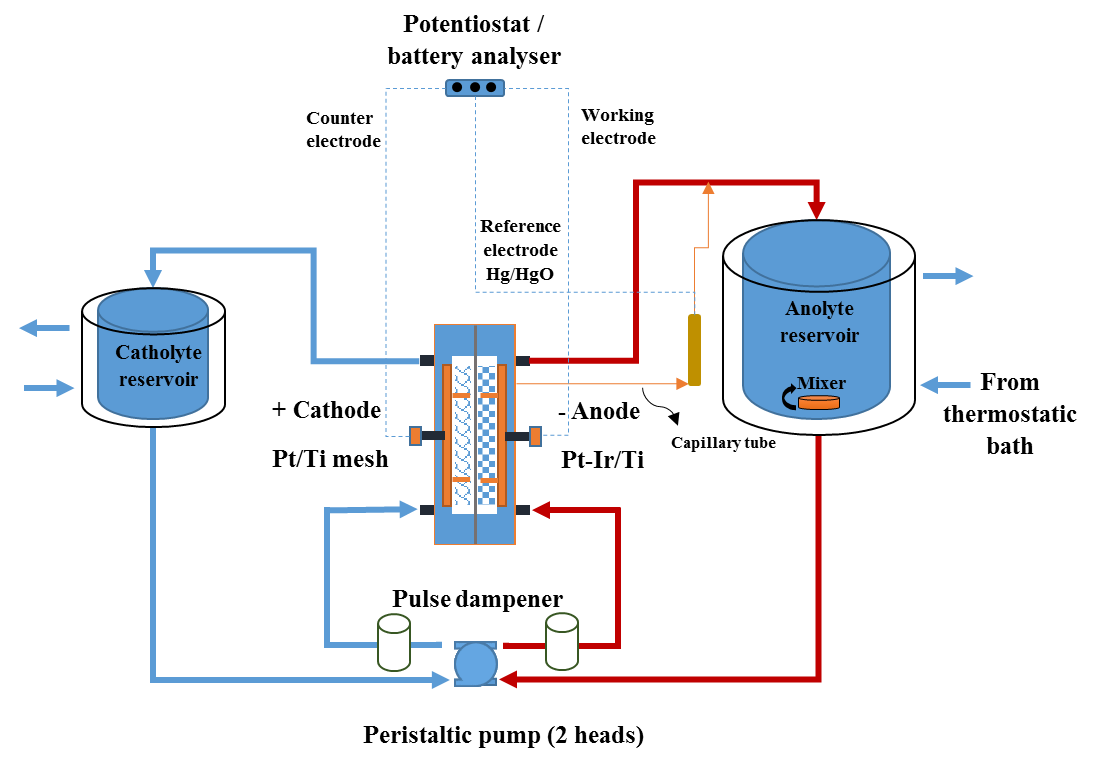 Potentiostat /
battery analyser
Counter
electrode
Working
electrode
Reference
electrode
Hg/HgO
Catholyte
reservoir
Anolyte
reservoir
Mixer
From
thermostatic
bath
+ Cathode
Pt/Ti mesh
- Anode
Pt-Ir/Ti
Capillary tube
Pulse dampener
Peristaltic pump (2 heads)